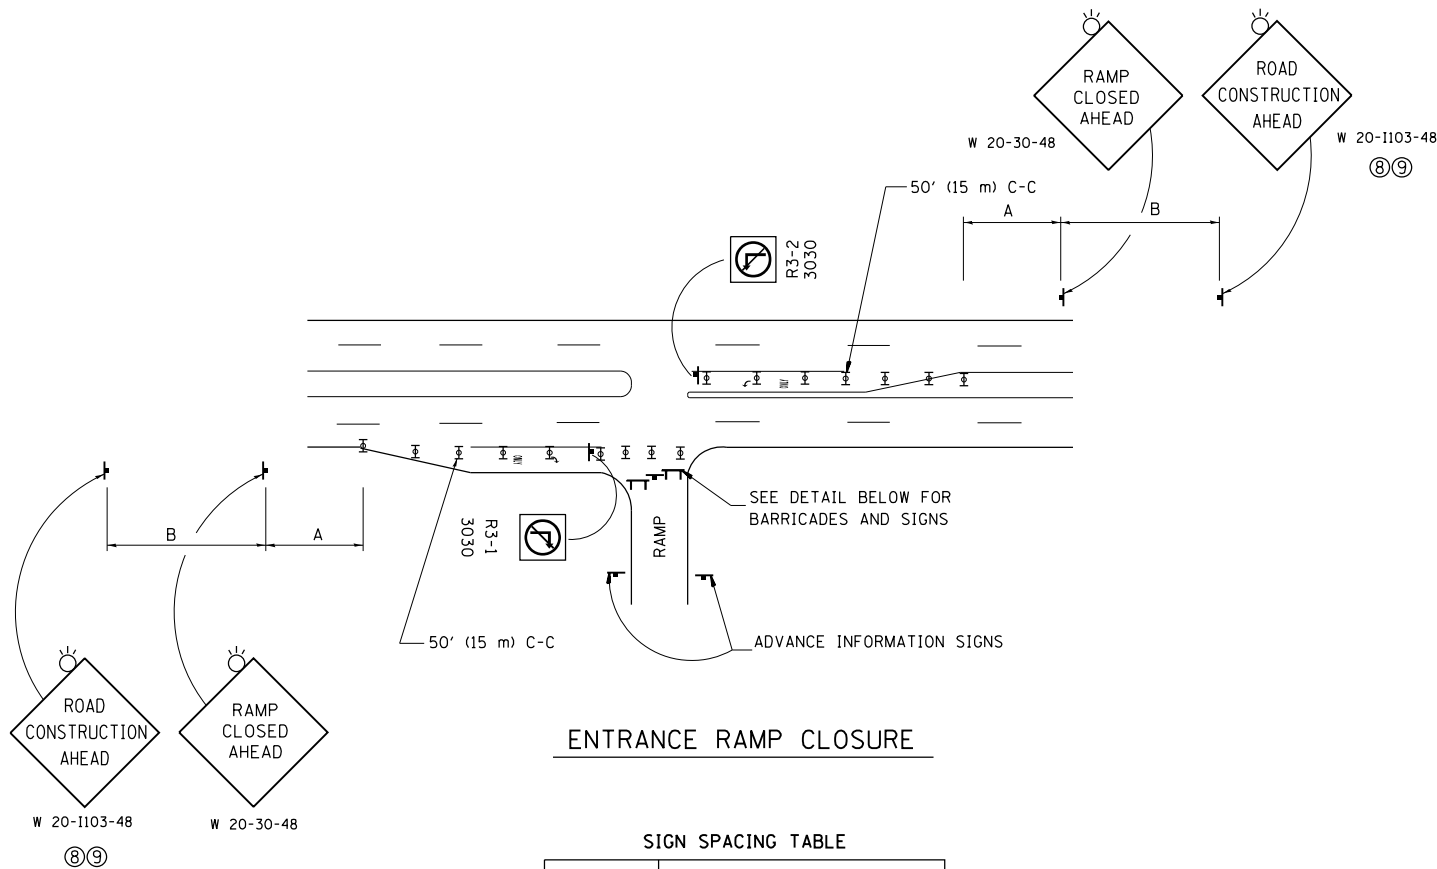 RAMP
CLOSED
AHEAD
W 20-30-48
ROAD
CONSTRUCTION
AHEAD
W 20-I103-48
⑧⑨
50' (15 m) C-C
A
B
R3-2
3030
ONLY
ONLY
SEE DETAIL BELOW FOR
BARRICADES AND SIGNS
RAMP
R3-1
3030
B
A
50' (15 m) C-C
ADVANCE INFORMATION SIGNS
ROAD
CONSTRUCTION
AHEAD
W 20-I103-48
⑧⑨
RAMP
CLOSED
AHEAD
W 20-30-48
ENTRANCE RAMP CLOSURE
SIGN SPACING TABLE